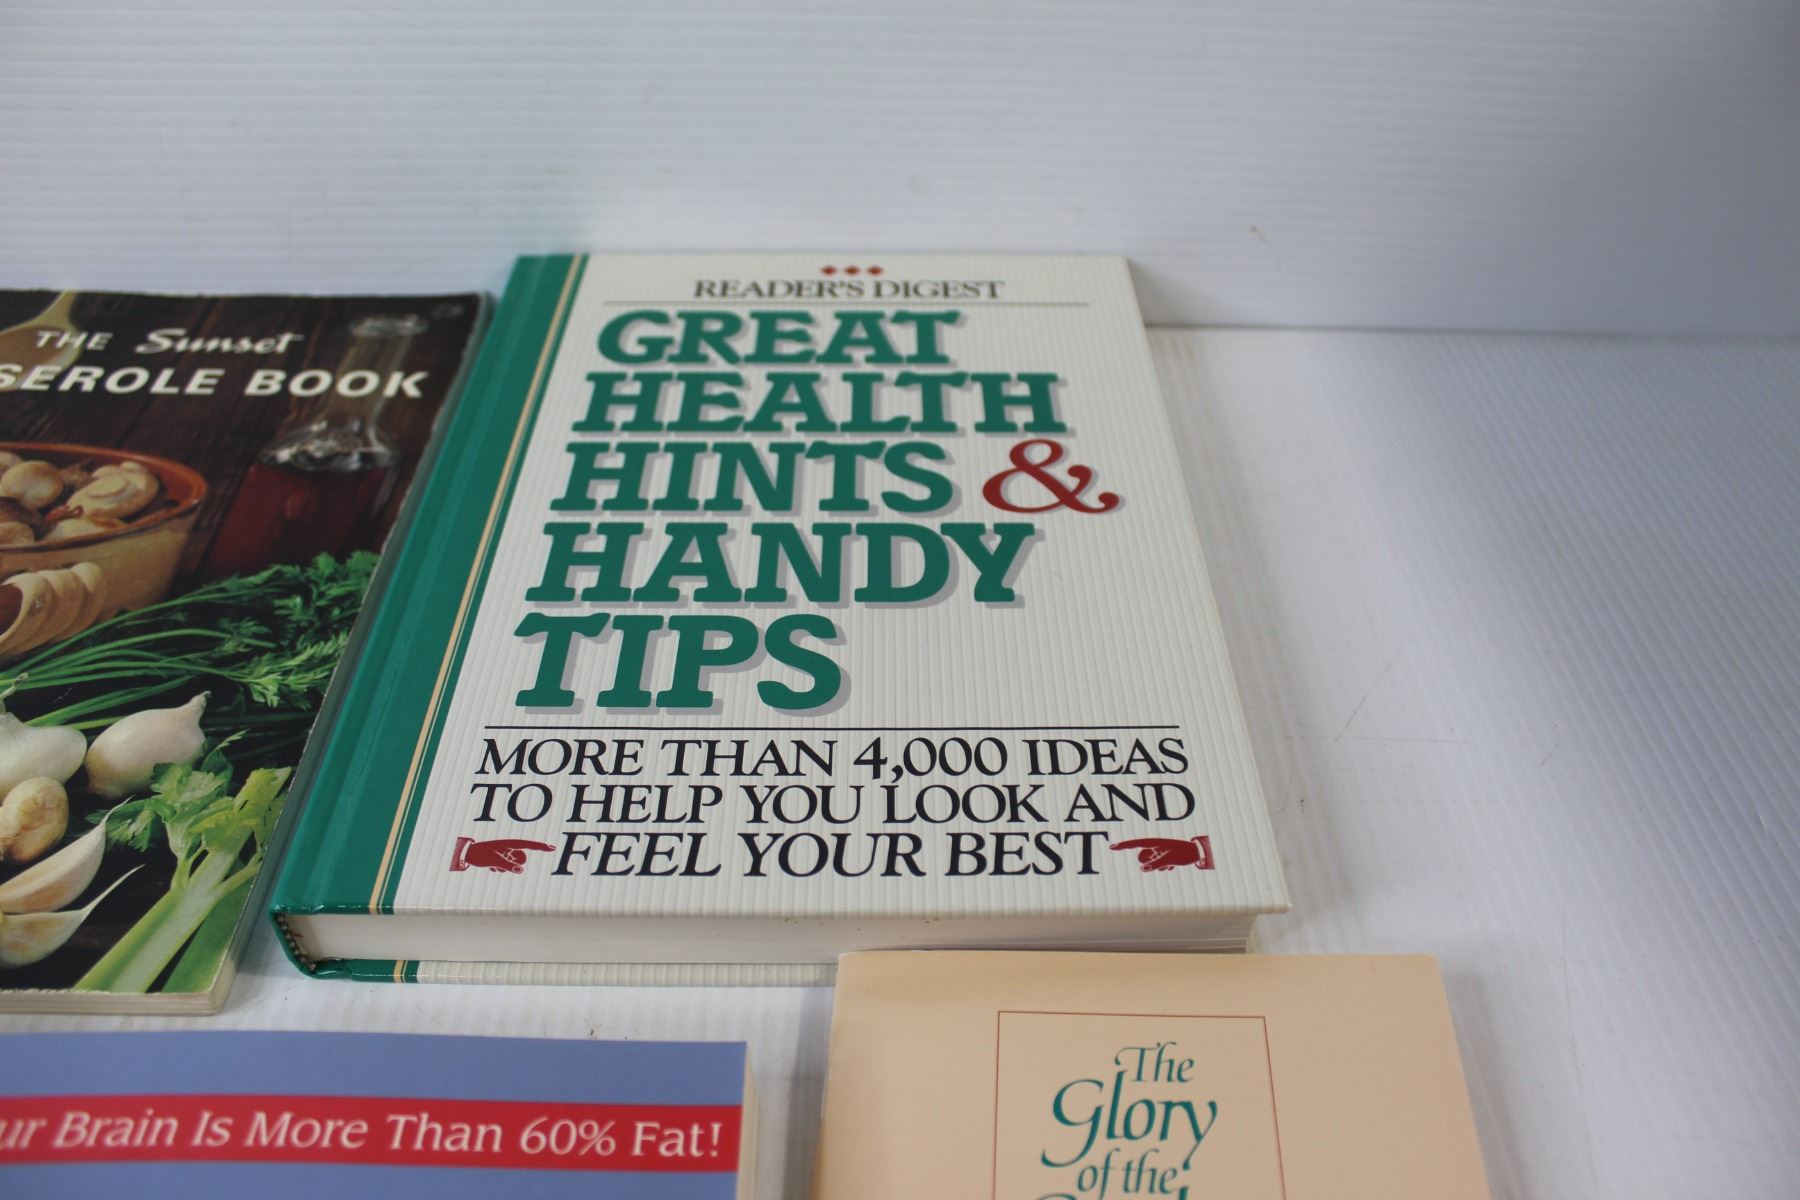 THE Sunset
SEROLE BOOK
READER'S DIGEST
GREAT
HEALTH
HINTS &
HANDY
TIPS
MORE THAN 4,000 IDEAS
TO HELP YOU LOOK AND
FEEL YOUR BEST
ur Brain Is More Than 60% Fat!
The
Glory
of the